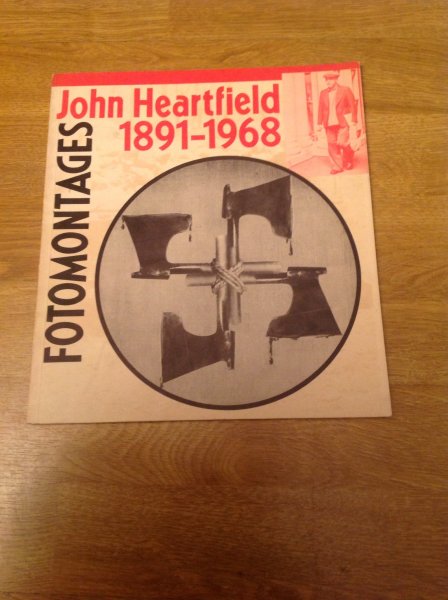 John Heartfield
1891-1968
FOTOMONTAGES